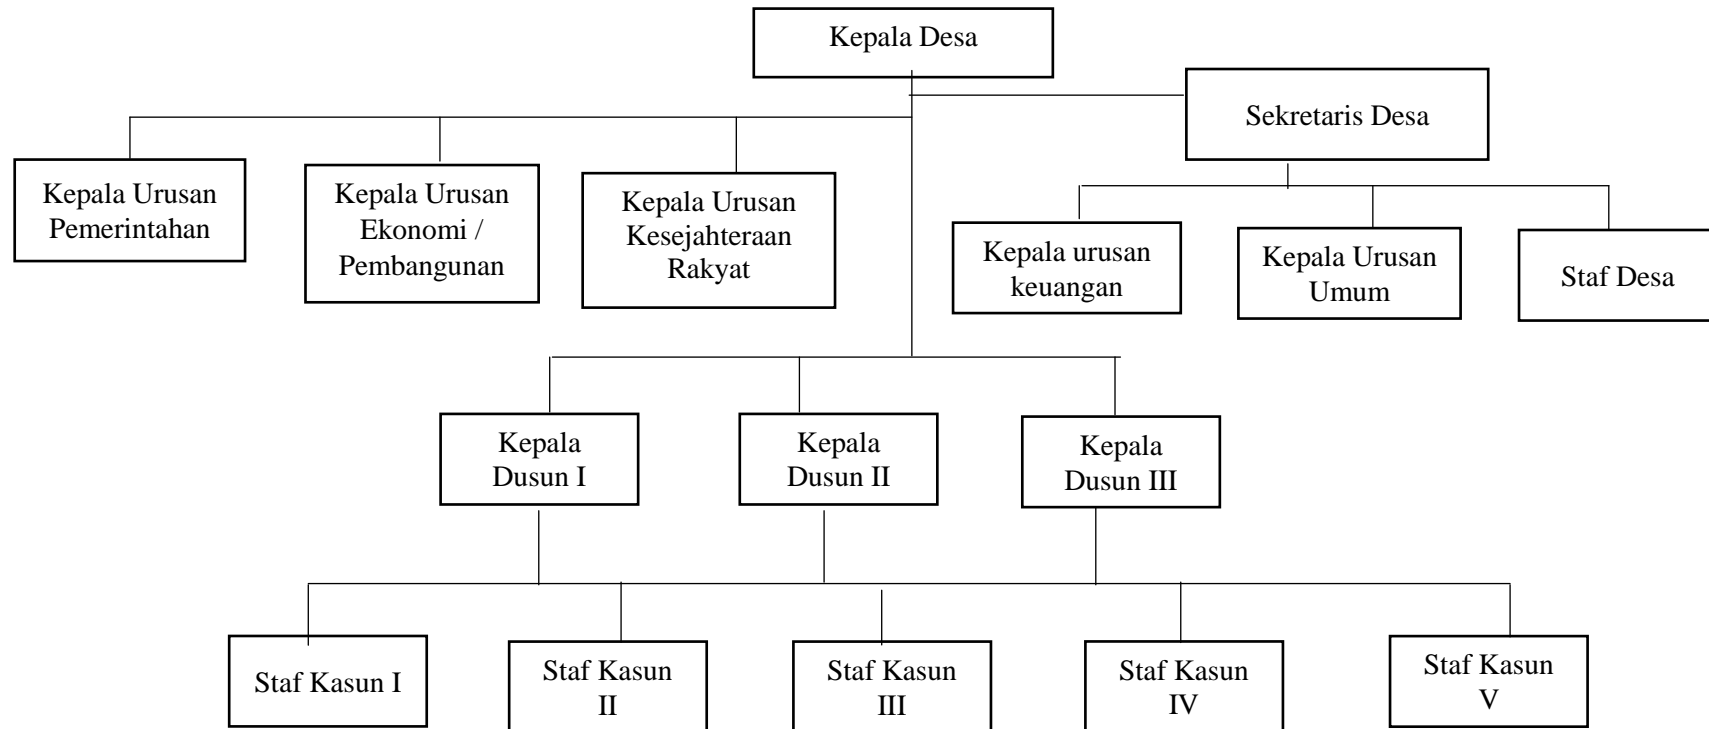 Kepala Desa
Sekretaris Desa
Kepala Urusan
Pemerintahan
Kepala Urusan
Ekonomi /
Pembangunan
Kepala Urusan
Kesejahteraan
Rakyat
Kepala urusan
keuangan
Kepala Urusan
Umum
Staf Desa
Kepala
Dusun I
Kepala
Dusun II
Kepala
Dusun III
Staf Kasun I
Staf Kasun
II
Staf Kasun
III
Staf Kasun
IV
Staf Kasun
V